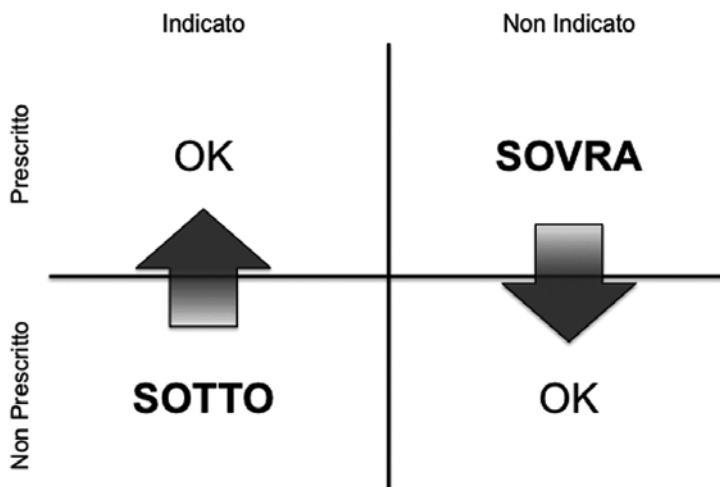 Indicato
Non Indicato
Prescritto
OK
SOVRA
Non Prescritto
SOTTO
OK